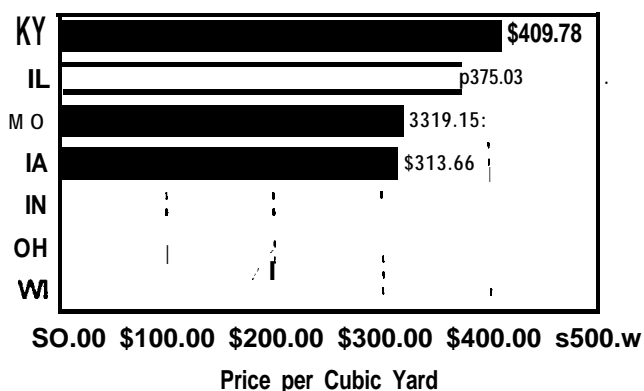 KY $409.78
IL p375.03 .
M O 3319.15:
IA $313.66
IN
OH
WI
SO.00 $100.00 $200.00 $300.00 $400.00 s500.w
Price per Cubic Yard